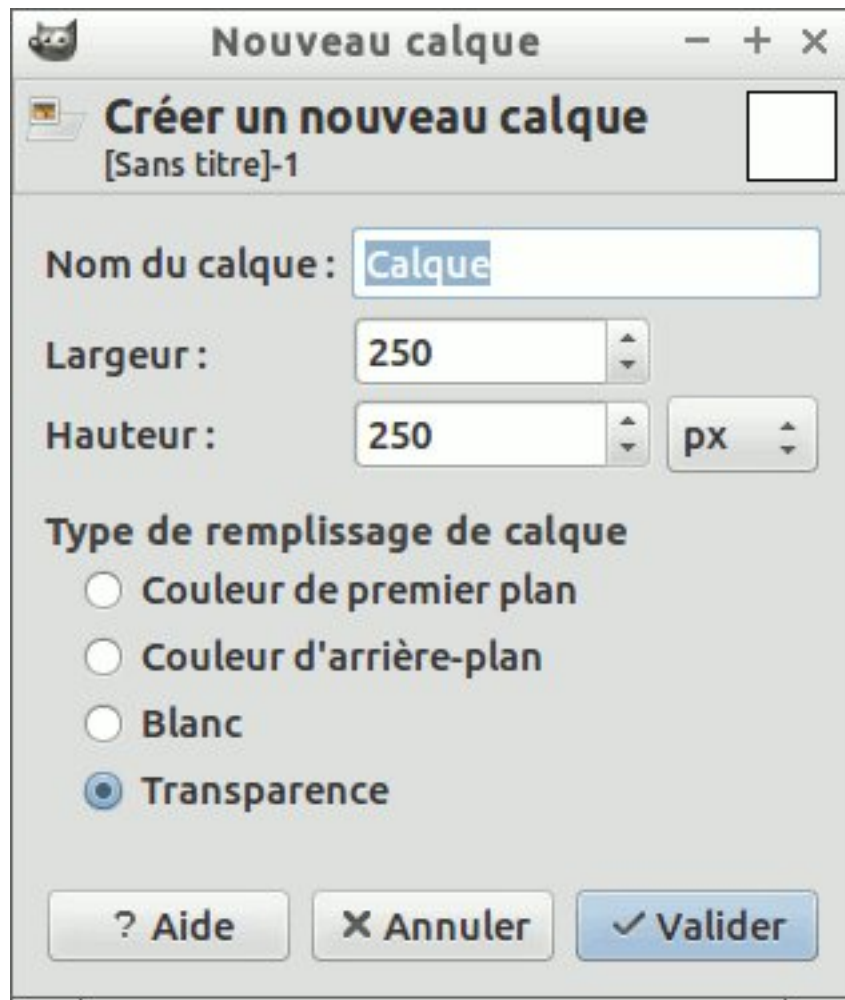 Nouveau calque
Créer un nouveau calque
[Sans titre]-1
Nom du calque : Calque
Largeur : 250
Hauteur : 250 px
Type de remplissage de calque
Couleur de premier plan
Couleur d'arrière-plan
Blanc
Transparence
? Aide Annuler Valider